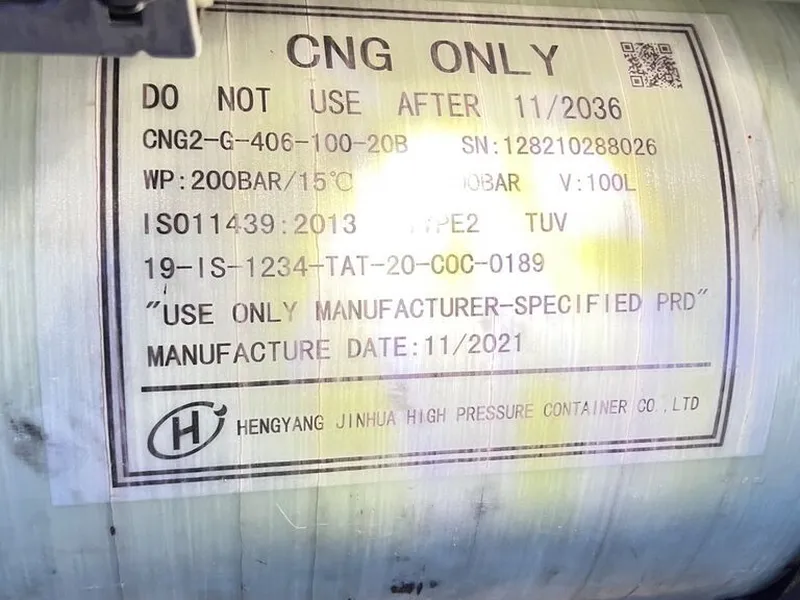 CNG ONLY
DO NOT USE AFTER 11/2036
CNG2-G-406-100-20B SN:128210288026
WP:200BAR/15℃ V:100L
ISO11439:2013 TUV
19-IS-1234-TAT-20-COC-0189
"USE ONLY MANUFACTURER-SPECIFIED PRD"
MANUFACTURE DATE:11/2021
H HENGYANG JINHUA HIGH PRESSURE CONTAINER CO.,LTD